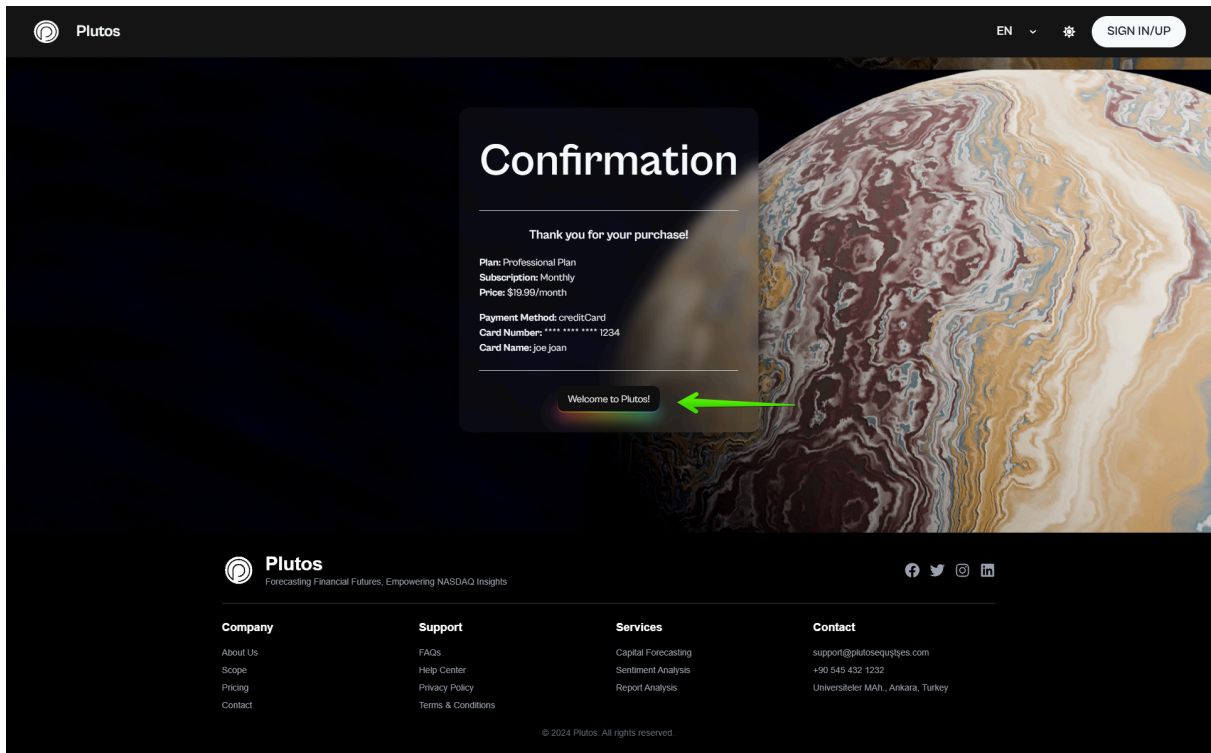 Plutos
EN
SIGN IN/UP
Confirmation
Thank you for your purchase!
Plan: Professional Plan
Subscription: Monthly
Price: $19.99/month
Payment Method: creditCard
Card Number: **** **** **** 1234
Card Name: joe joan
Welcome to Plutos!
Plutos
Forecasting Financial Futures, Empowering NASDAQ Insights
Company
About Us
Scope
Pricing
Contact
Support
FAQs
Help Center
Privacy Policy
Terms & Conditions
Services
Capital Forecasting
Sentiment Analysis
Report Analysis
Contact
support@plutosequştşes.com
+90 545 432 1232
Universiteler MAh., Ankara, Turkey
© 2024 Plutos. All rights reserved.